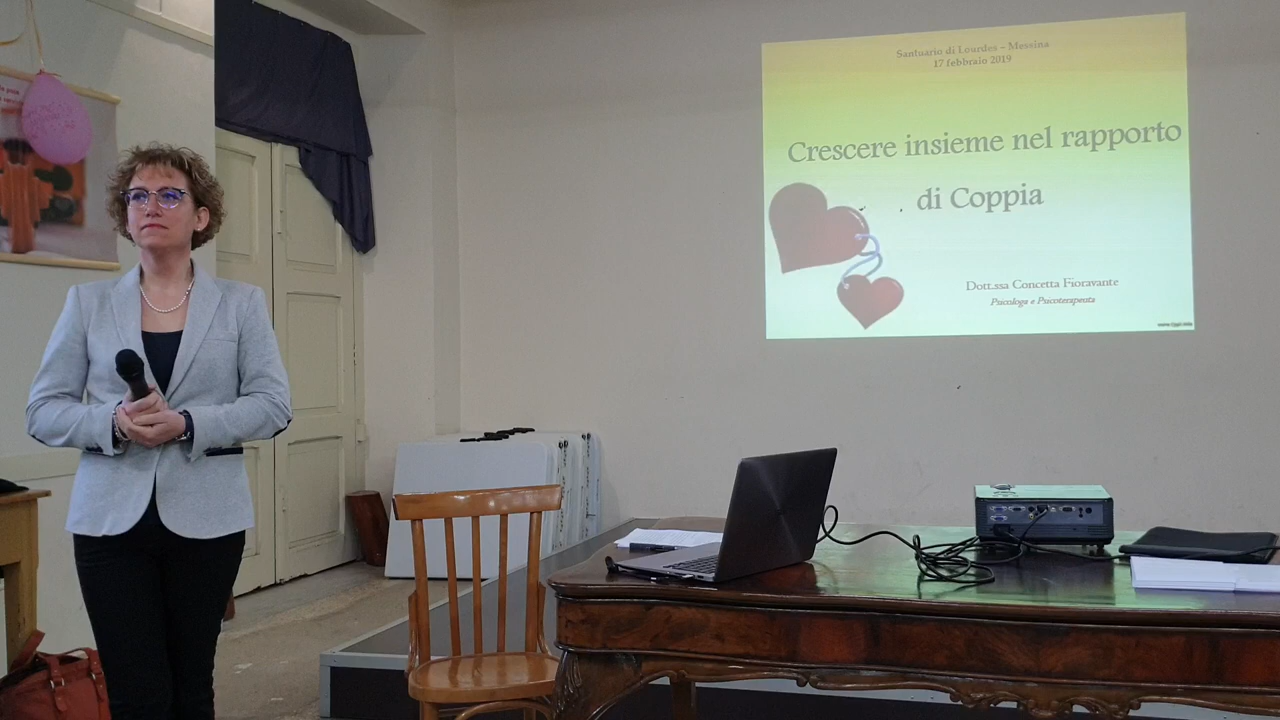 Santuario di Lourdes – Messina
17 febbraio 2019
Crescere insieme nel rapporto
di Coppia
Dott.ssa Concetta Fioravante
Psicologa e Psicoterapeuta